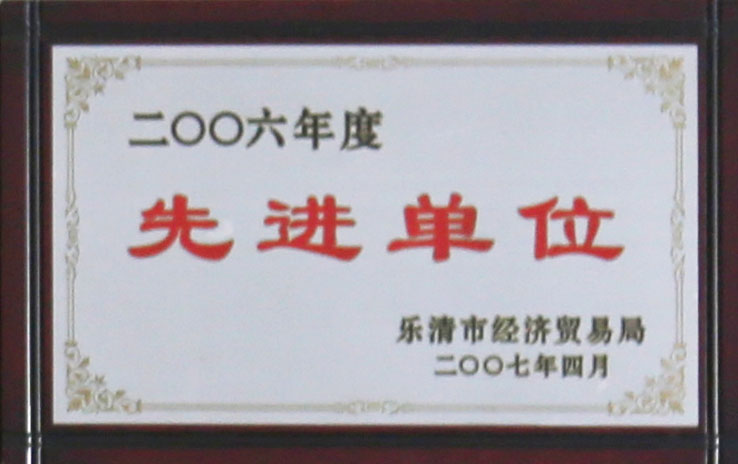 二〇〇六年度
先进单位
乐清市经济贸易局
二〇〇七年四月